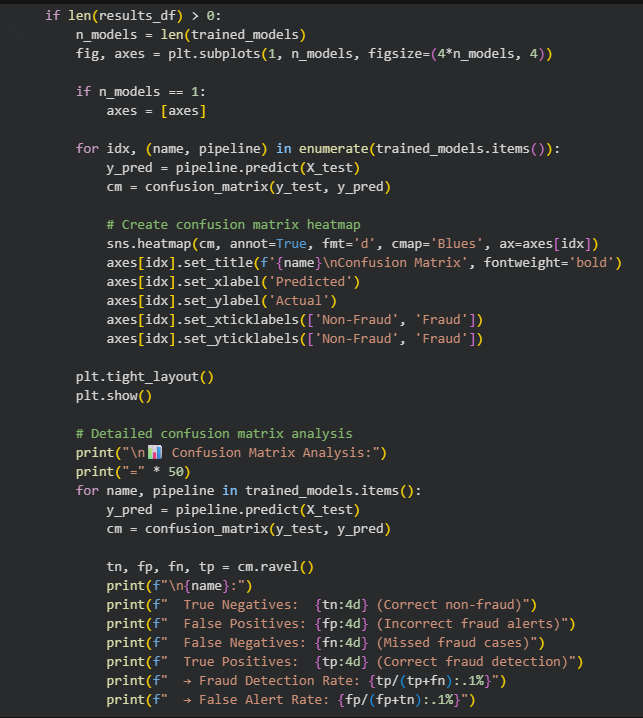 if len(results_df) > 0:
    n_models = len(trained_models)
    fig, axes = plt.subplots(1, n_models, figsize=(4*n_models, 4))

    if n_models == 1:
        axes = [axes]

    for idx, (name, pipeline) in enumerate(trained_models.items()):
        y_pred = pipeline.predict(X_test)
        cm = confusion_matrix(y_test, y_pred)

        # Create confusion matrix heatmap
        sns.heatmap(cm, annot=True, fmt='d', cmap='Blues', ax=axes[idx])
        axes[idx].set_title(f'{name}\nConfusion Matrix', fontweight='bold')
        axes[idx].set_xlabel('Predicted')
        axes[idx].set_ylabel('Actual')
        axes[idx].set_xticklabels(['Non-Fraud', 'Fraud'])
        axes[idx].set_yticklabels(['Non-Fraud', 'Fraud'])

    plt.tight_layout()
    plt.show()

    # Detailed confusion matrix analysis
    print("\n📊 Confusion Matrix Analysis:")
    print("=" * 50)
    for name, pipeline in trained_models.items():
        y_pred = pipeline.predict(X_test)
        cm = confusion_matrix(y_test, y_pred)

        tn, fp, fn, tp = cm.ravel()
        print(f"\n{name}:")
        print(f"  True Negatives:  {tn:4d} (Correct non-fraud)")
        print(f"  False Positives: {fp:4d} (Incorrect fraud alerts)")
        print(f"  False Negatives: {fn:4d} (Missed fraud cases)")
        print(f"  True Positives:  {tp:4d} (Correct fraud detection)")
        print(f"  → Fraud Detection Rate: {tp/(tp+fn):.1%}")
        print(f"  → False Alert Rate: {fp/(fp+tn):.1%}")